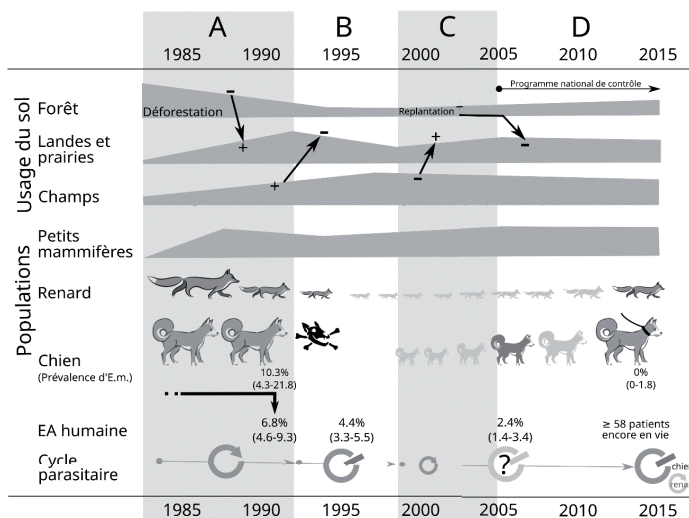 A B C D
1985 1990 1995 2000 2005 2010 2015
Programme national de contrôle
Usage du sol
Forêt
Déforestation
Replantation
Landes et
prairies
Champs
Populations
Petits
mammifères
Renard
Chien
(Prévalence d'E.m.)
10.3%
(4.3-21.8)
0%
(0-1.8)
EA humaine
6.8%
(4.6-9.3)
4.4%
(3.3-5.5)
2.4%
(1.4-3.4)
≥ 58 patients
encore en vie
Cycle
parasitaire
?
chie
rena
1985 1990 1995 2000 2005 2010 2015